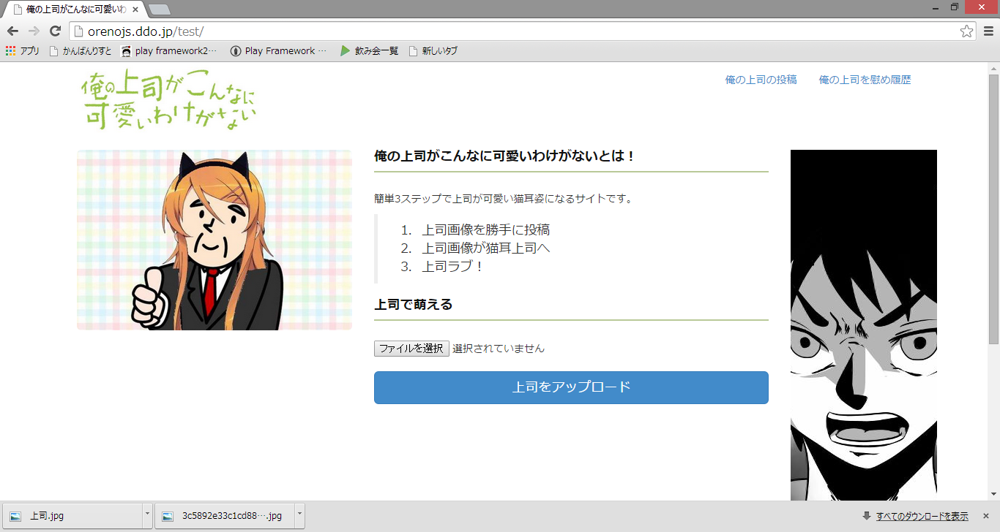 俺の上司がこんなに可愛いわ
orenojs.ddo.jp/test/
アプリ
かんばんりすと
play framework2…
Play Framework …
飲み会一覧
新しいタブ
俺の上司がこんなに
可愛いわけがない
俺の上司の投稿
俺の上司を慰め履歴
俺の上司がこんなに可愛いわけがないとは！
簡単3ステップで上司が可愛い猫耳姿になるサイトです。
1. 上司画像を勝手に投稿
2. 上司画像が猫耳上司へ
3. 上司ラブ！
上司で萌える
ファイルを選択 選択されていません
上司をアップロード
上司.jpg
3c5892e33c1cd88….jpg
すべてのダウンロードを表示